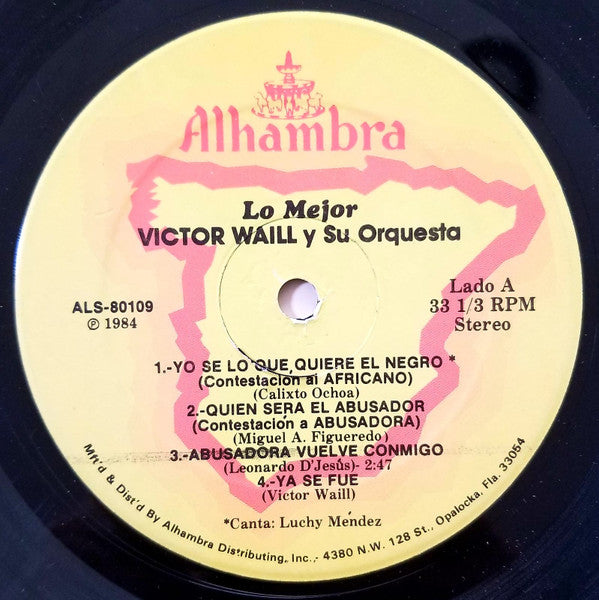 Alhambra
Lo Mejor
VICTOR WAILL y Su Orquesta
ALS-80109
℗ 1984
Lado A
33 1/3 RPM
Stereo
1.-YO SE LO QUE QUIERE EL NEGRO *
(Contestación al AFRICANO)
(Calixto Ochoa)
2.-QUIEN SERA EL ABUSADOR
(Contestación a ABUSADORA)
(Miguel A. Figueredo)
3.-ABUSADORA VUELVE CONMIGO
(Leonardo D'Jesús)- 2:47
4.-YA SE FUE
(Victor Waill)
*Canta: Luchy Méndez
Mft'd & Dist'd By Alhambra Distributing, Inc.,- 4380 N.W. 128 St., Opalocka, Fla. 33054